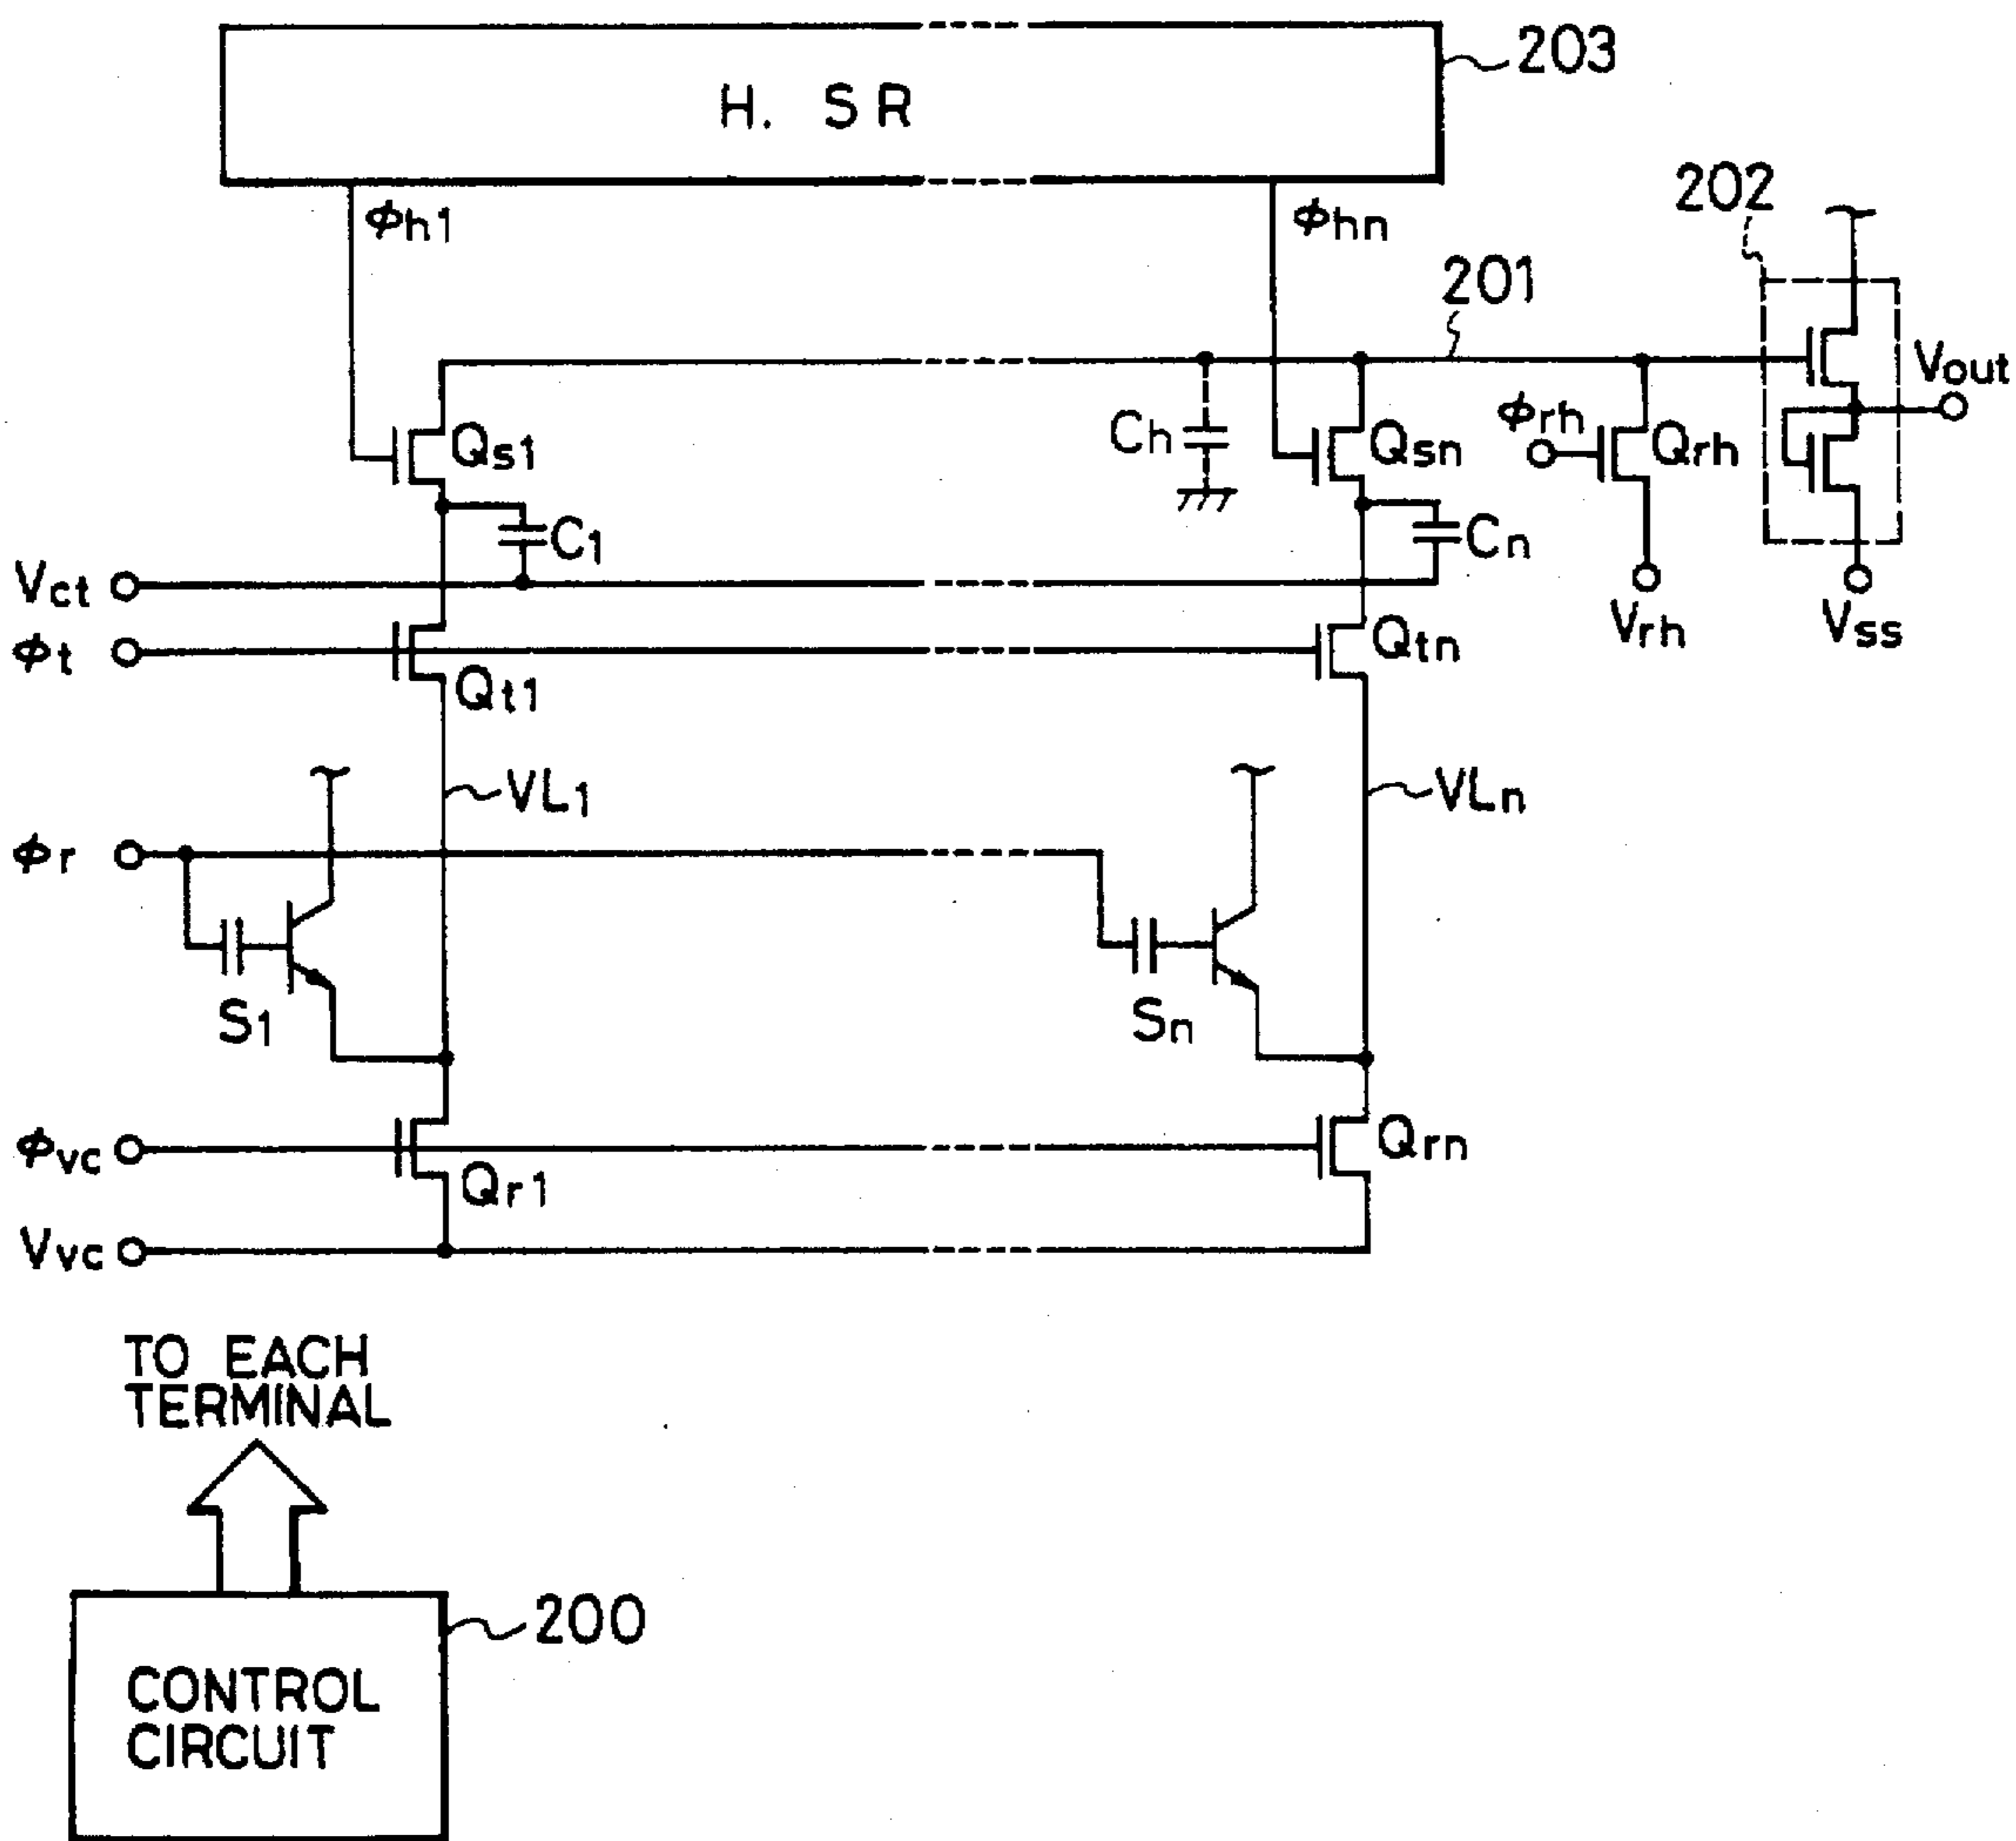 203
H. SR
202
ϕh1
ϕhn
201
Vout
ϕrh
Qs1
Ch
Qsn
Qrh
C1
Cn
Vct
Vrh
Vss
ϕt
Qtn
Qt1
VL1
VLn
ϕr
S1
Sn
ϕvc
Qrn
Qr1
Vvc
TO EACH
TERMINAL
200
CONTROL
CIRCUIT